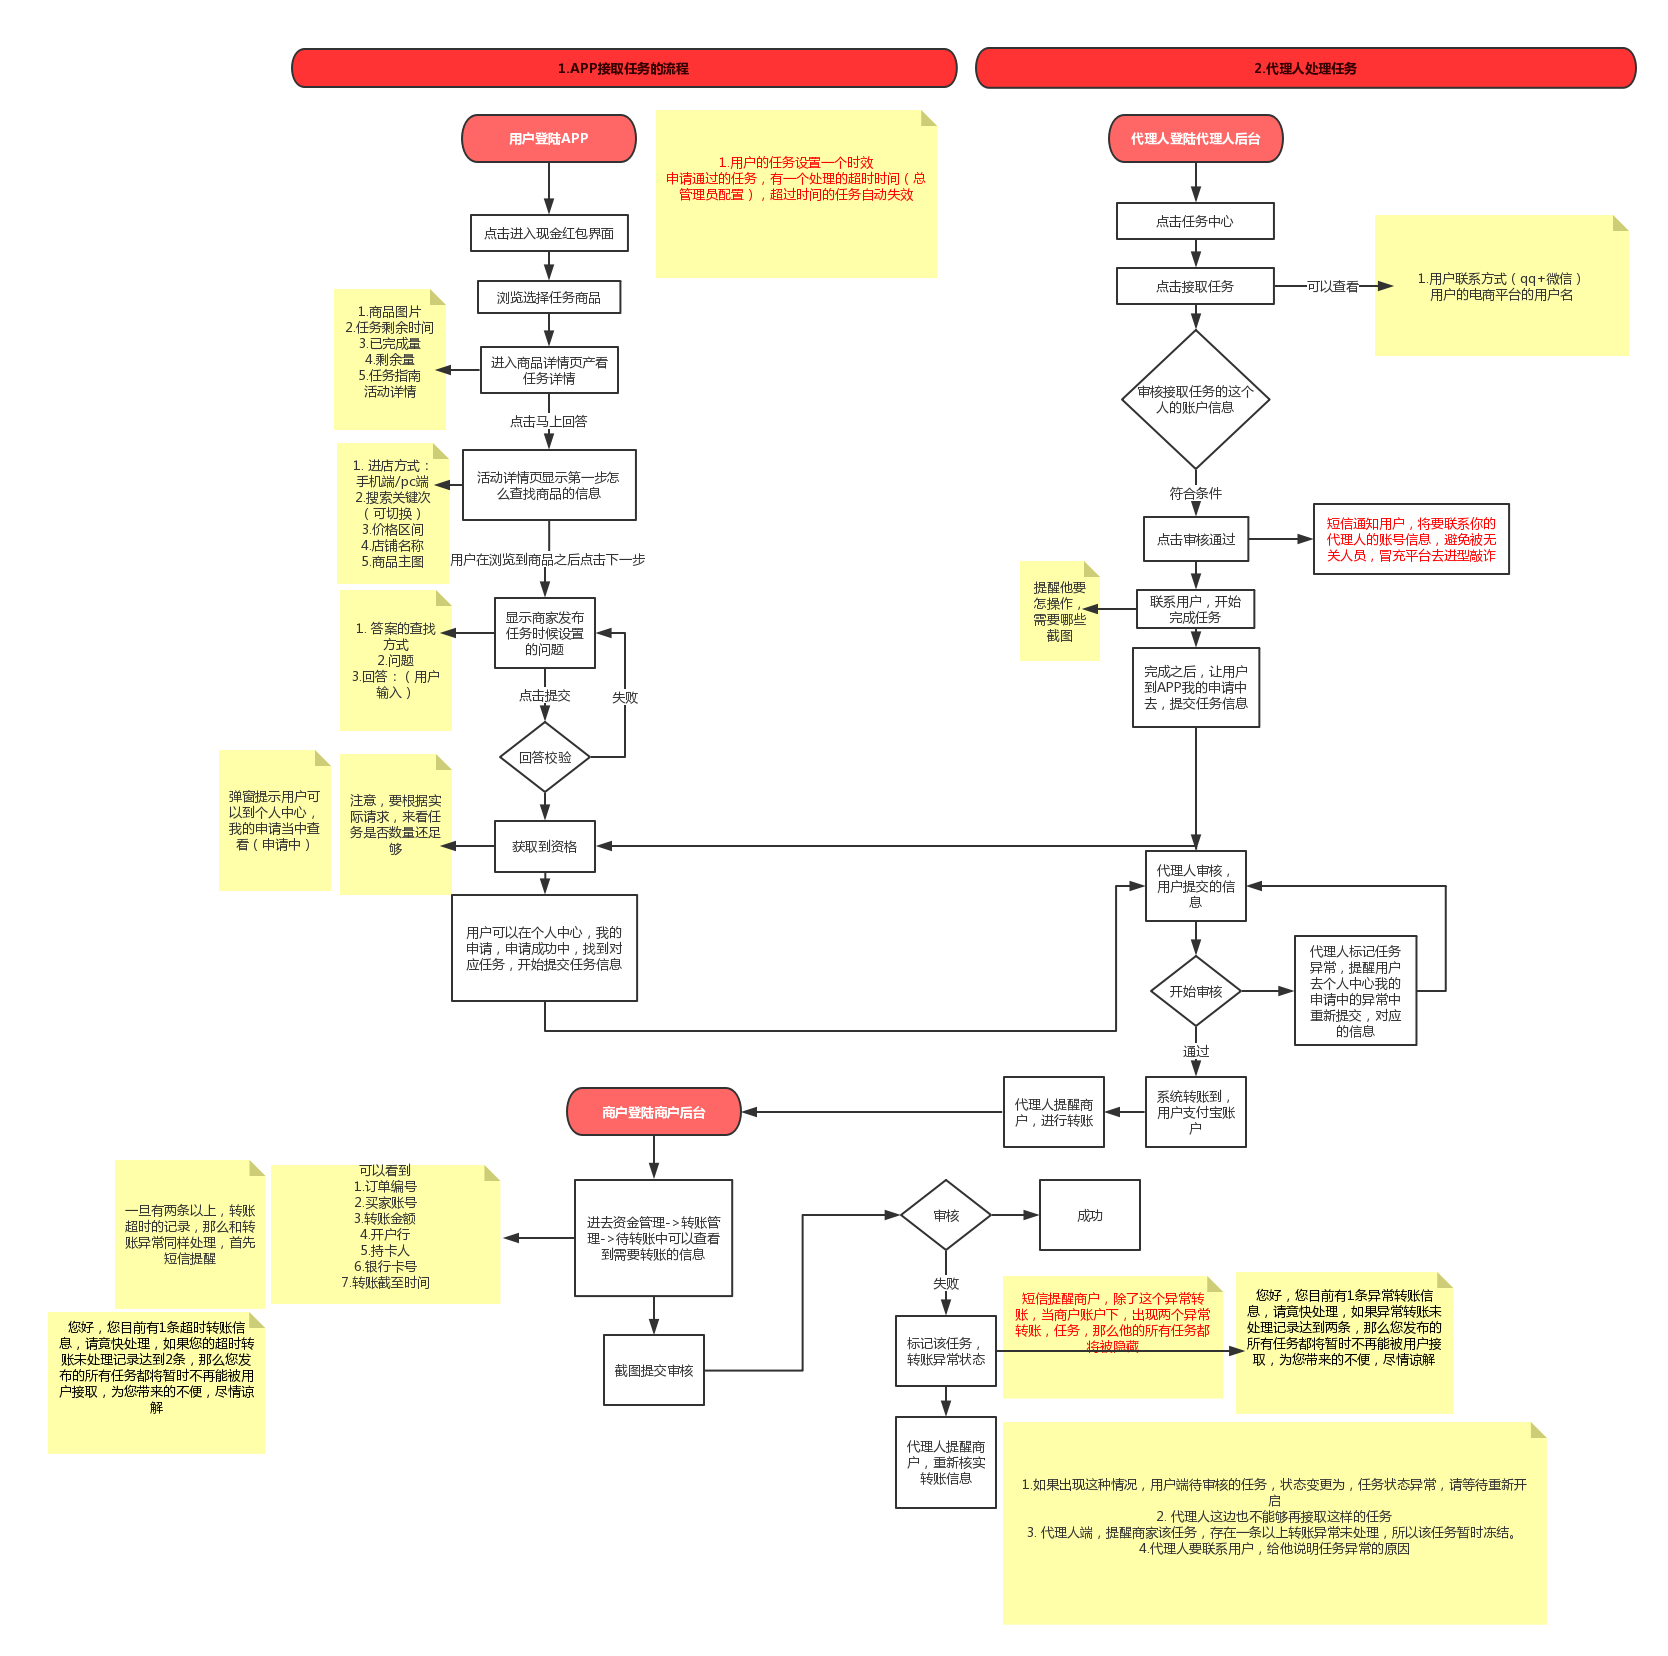 1.APP接取任务的流程
2.代理人处理任务
用户登陆APP
1.用户的任务设置一个时效
申请通过的任务，有一个处理的超时时间（总
管理员配置），超过时间的任务自动失效
点击进入现金红包界面
浏览选择任务商品
1.商品图片
2.任务剩余时间
3.已完成量
4.剩余量
5.任务指南
活动详情
进入商品详情页产看
任务详情
点击马上回答
1. 进店方式：
手机端/pc端
2.搜索关键次
（可切换）
3.价格区间
4.店铺名称
5.商品主图
活动详情页显示第一步怎
么查找商品的信息
用户在浏览到商品之后点击下一步
1. 答案的查找
方式
2.问题
3.回答：（用户
输入）
显示商家发布
任务时候设置
的问题
点击提交
失败
回答校验
弹窗提示用户可
以到个人中心，
我的申请当中查
看（申请中）
注意，要根据实
际请求，来看任
务是否数量还足
够
获取到资格
用户可以在个人中心，我的
申请，申请成功中，找到对
应任务，开始提交任务信息
代理人登陆代理人后台
点击任务中心
点击接取任务
可以查看
1.用户联系方式（qq+微信）
用户的电商平台的用户名
审核接取任务的这个
人的账户信息
符合条件
点击审核通过
短信通知用户，将要联系你的
代理人的账号信息，避免被无
关人员，冒充平台去进型敲诈
提醒他要
怎操作，
需要哪些
截图
联系用户，开始
完成任务
完成之后，让用户
到APP我的申请中
去，提交任务信息
代理人审核，
用户提交的信
息
开始审核
代理人标记任务
异常，提醒用户
去个人中心我的
申请中的异常中
重新提交，对应
的信息
通过
系统转账到，
用户支付宝账
户
代理人提醒商
户，进行转账
商户登陆商户后台
一旦有两条以上，转账
超时的记录，那么和转
账异常同样处理，首先
短信提醒
可以看到
1.订单编号
2.买家账号
3.转账金额
4.开户行
5.持卡人
6.银行卡号
7.转账截至时间
进去资金管理->转账管
理->待转账中可以查看
到需要转账的信息
您好，您目前有1条超时转账信
息，请竟快处理，如果您的超时转
账未处理记录达到2条，那么您发
布的所有任务都将暂时不再能被用
户接取，为您带来的不便，尽情谅
解
截图提交审核
审核
成功
失败
标记该任务，
转账异常状态
短信提醒商户，除了这个异常转
账，当商户账户下，出现两个异常
转账，任务，那么他的所有任务都
将被隐藏
您好，您目前有1条异常转账信
息，请竟快处理，如果异常转账未
处理记录达到两条，那么您发布的
所有任务都将暂时不再能被用户接
取，为您带来的不便，尽情谅解
代理人提醒商
户，重新核实
转账信息
1.如果出现这种情况，用户端待审核的任务，状态变更为，任务状态异常，请等待重新开
启
2. 代理人这边也不能够再接取这样的任务
3. 代理人端，提醒商家该任务，存在一条以上转账异常未处理，所以该任务暂时冻结。
4.代理人要联系用户，给他说明任务异常的原因